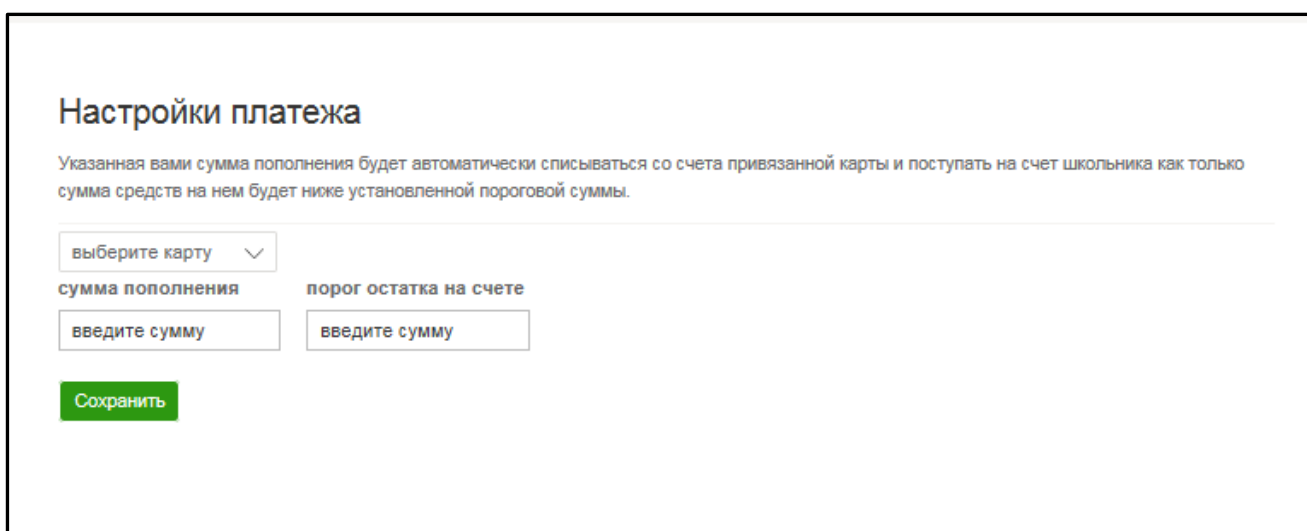 Настройки платежа
Указанная вами сумма пополнения будет автоматически списываться со счета привязанной карты и поступать на счет школьника как только
сумма средств на нем будет ниже установленной пороговой суммы.
выберите карту
сумма пополнения порог остатка на счете
введите сумму введите сумму
Сохранить